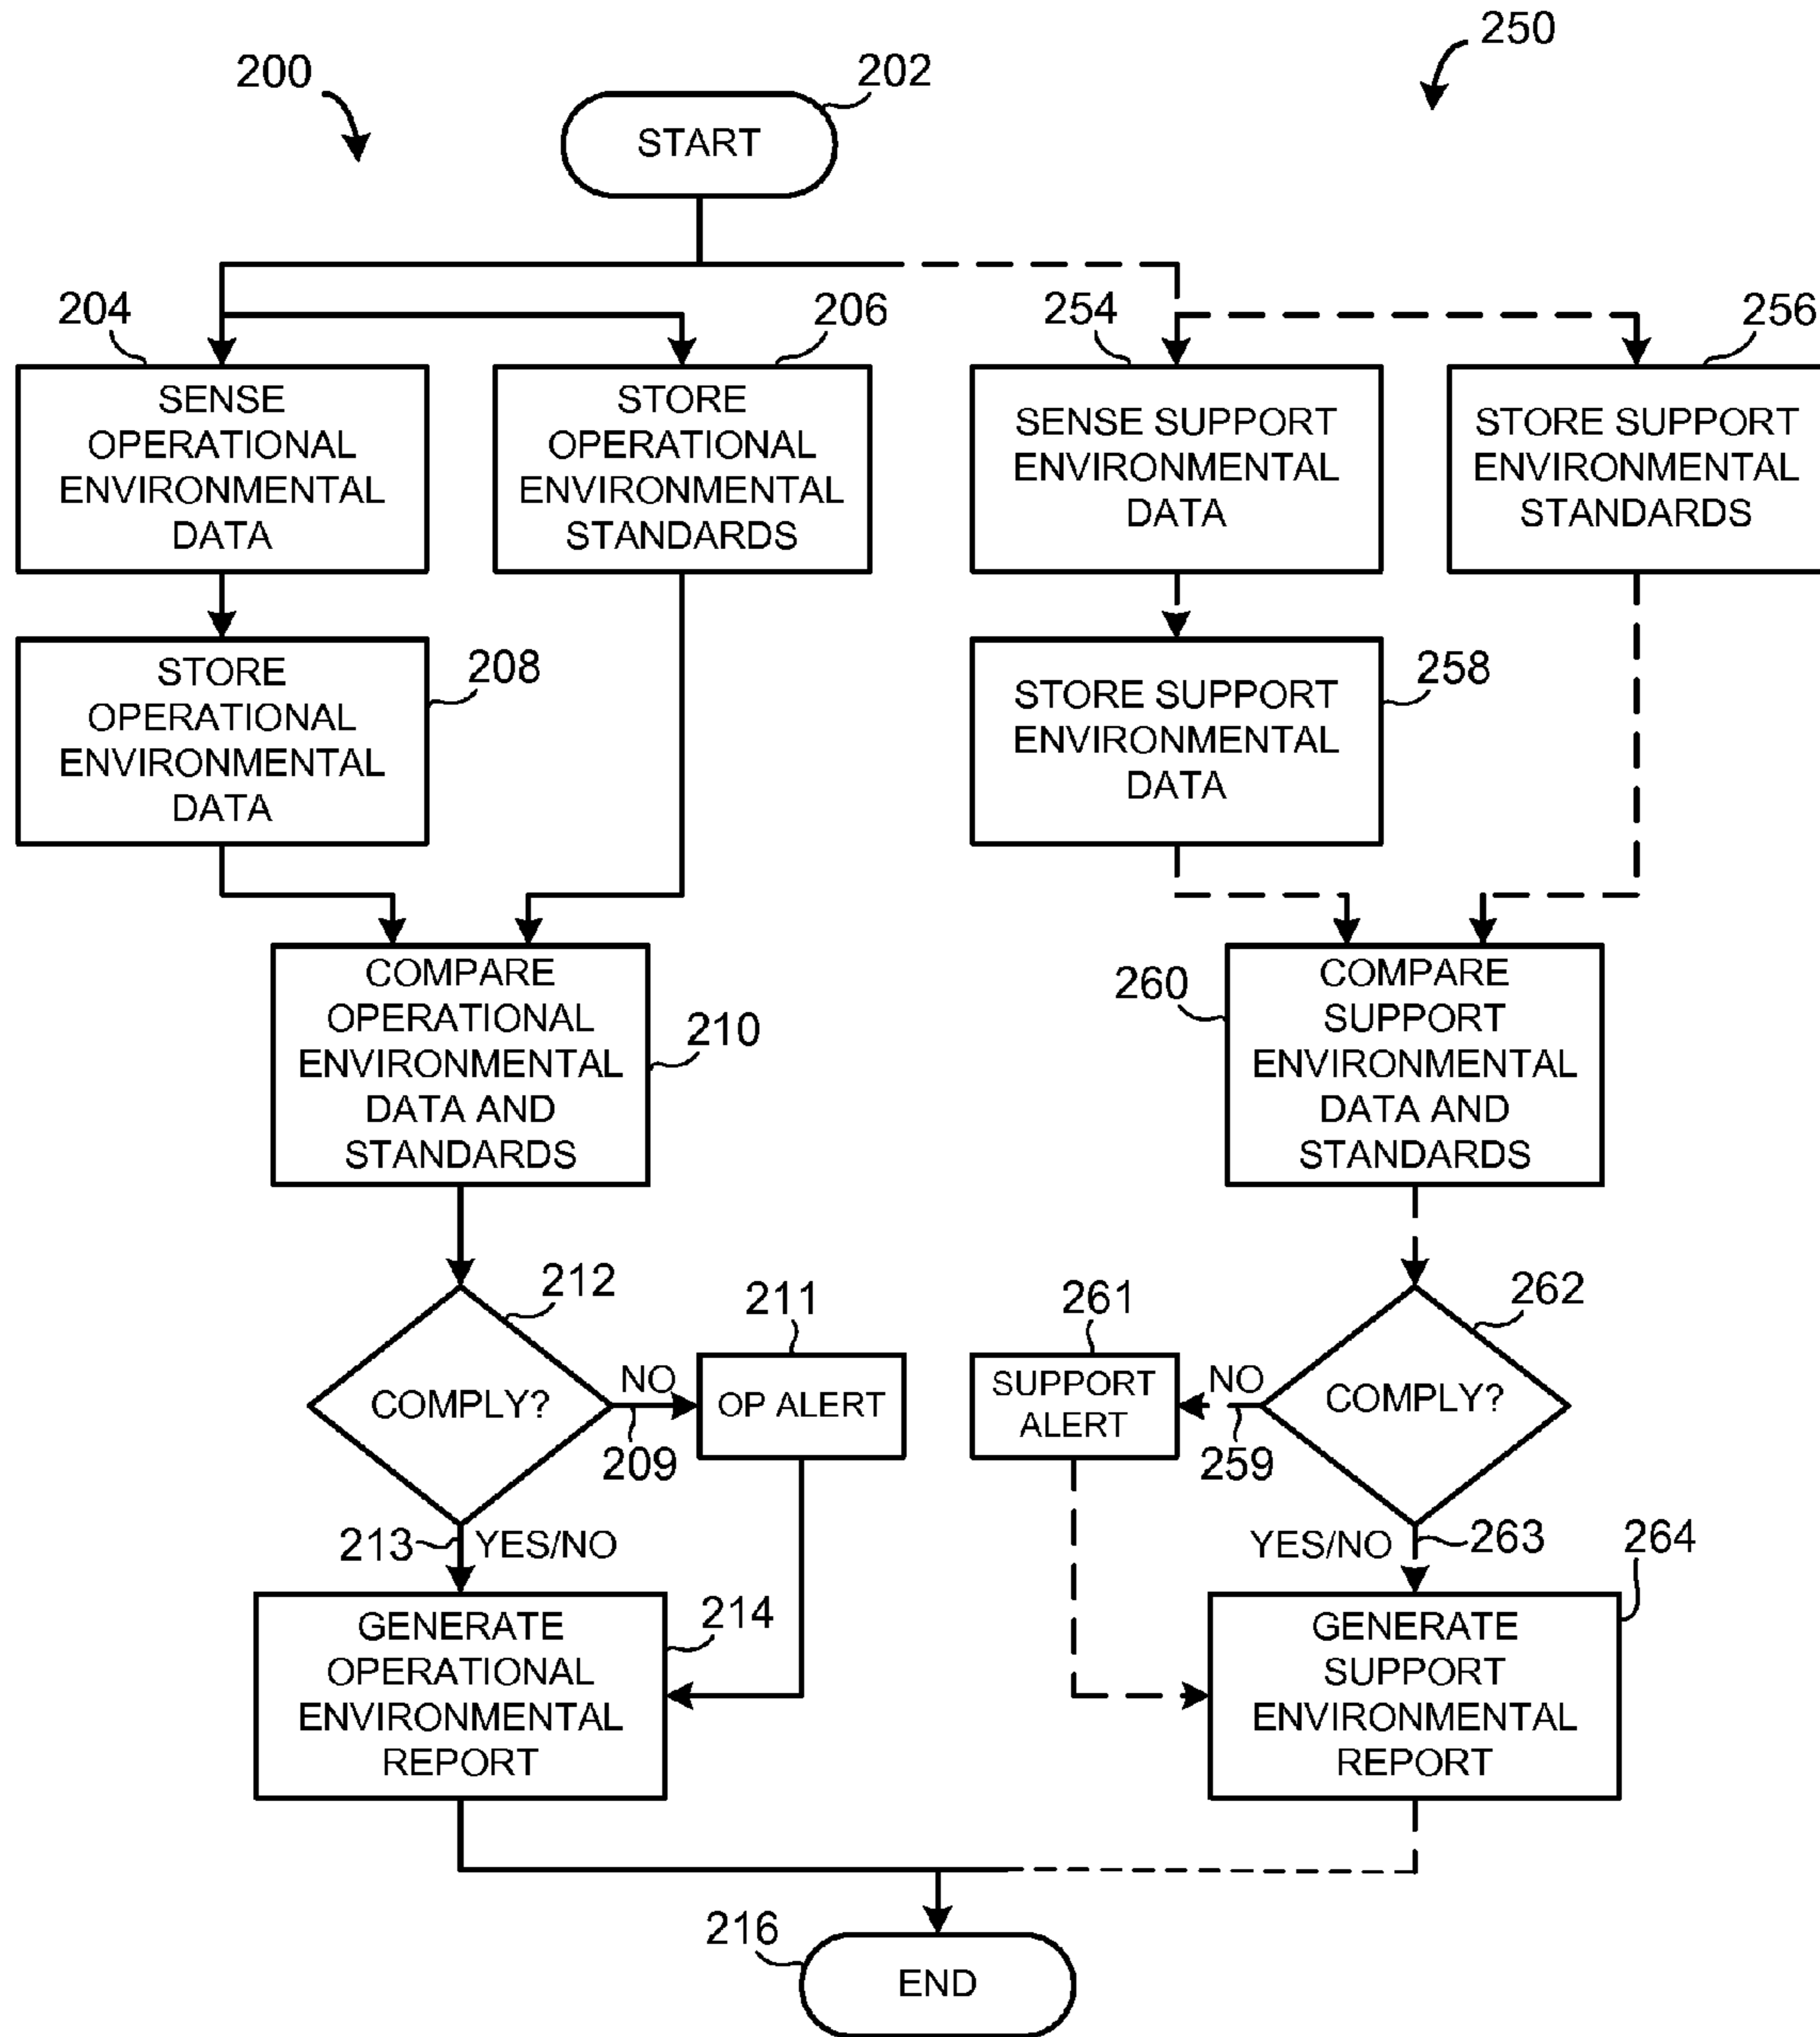 200
202
250
START
204
206
254
256
SENSE
OPERATIONAL
ENVIRONMENTAL
DATA
STORE
OPERATIONAL
ENVIRONMENTAL
STANDARDS
SENSE SUPPORT
ENVIRONMENTAL
DATA
STORE SUPPORT
ENVIRONMENTAL
STANDARDS
STORE
OPERATIONAL
ENVIRONMENTAL
DATA
208
STORE SUPPORT
ENVIRONMENTAL
DATA
258
COMPARE
OPERATIONAL
ENVIRONMENTAL
DATA AND
STANDARDS
210
260
COMPARE
SUPPORT
ENVIRONMENTAL
DATA AND
STANDARDS
212
211
261
262
COMPLY?
NO
209
OP ALERT
SUPPORT
ALERT
NO
259
COMPLY?
213
YES/NO
YES/NO
263
264
GENERATE
OPERATIONAL
ENVIRONMENTAL
REPORT
214
GENERATE
SUPPORT
ENVIRONMENTAL
REPORT
216
END